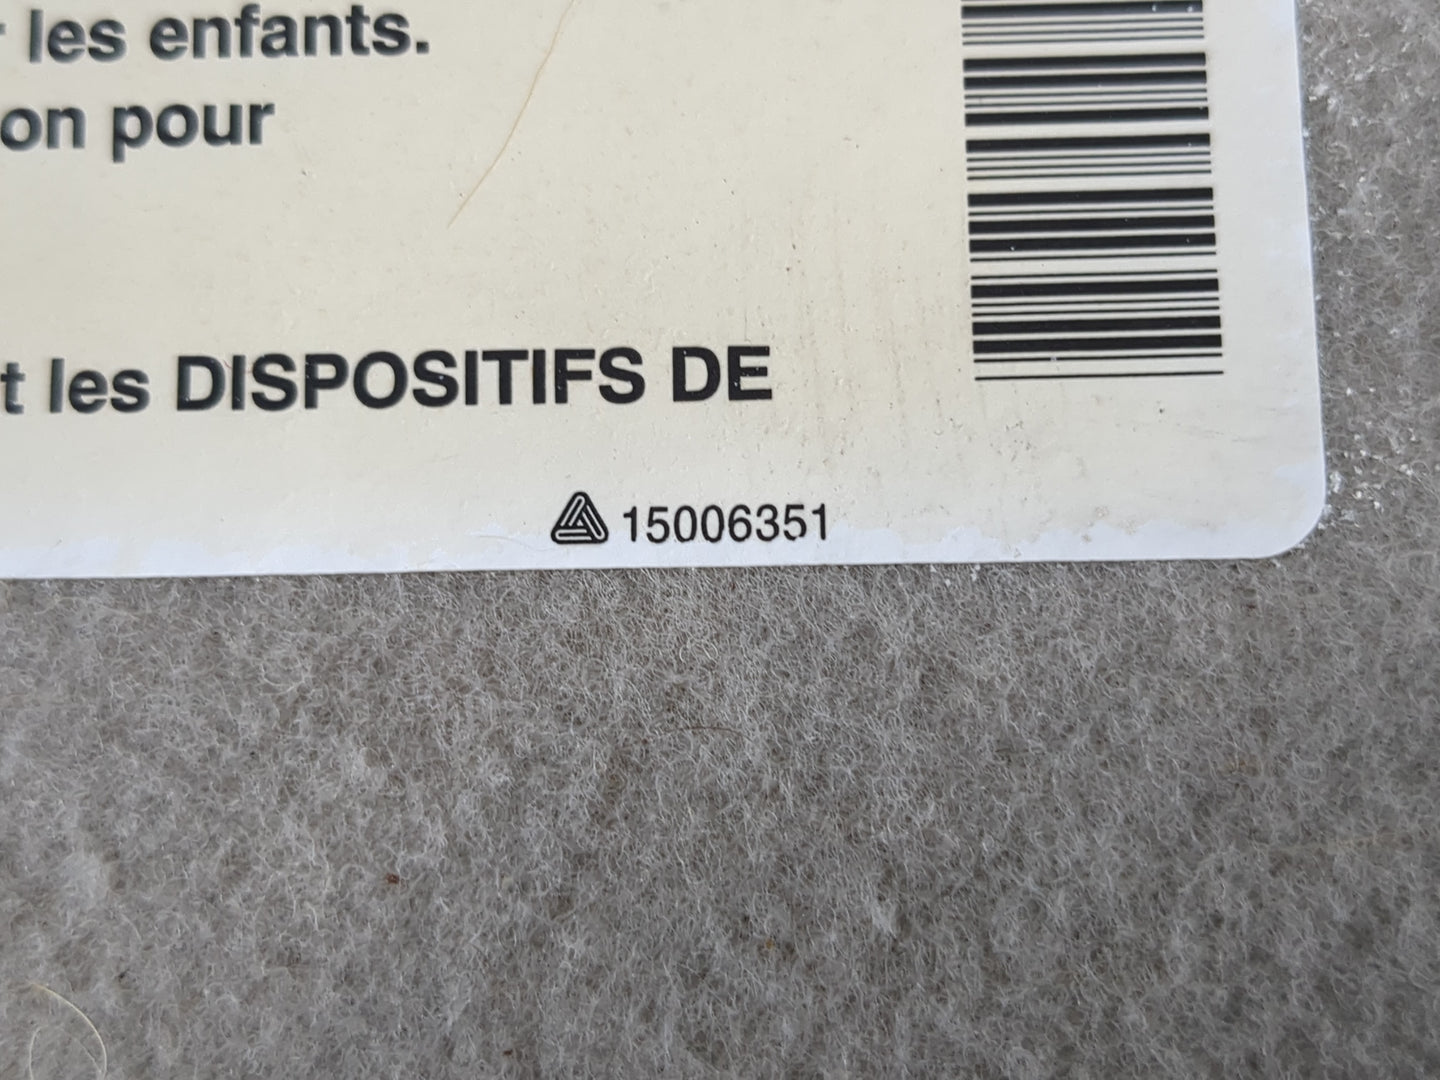 les enfants.
on pour
t les DISPOSITIFS DE
15006351